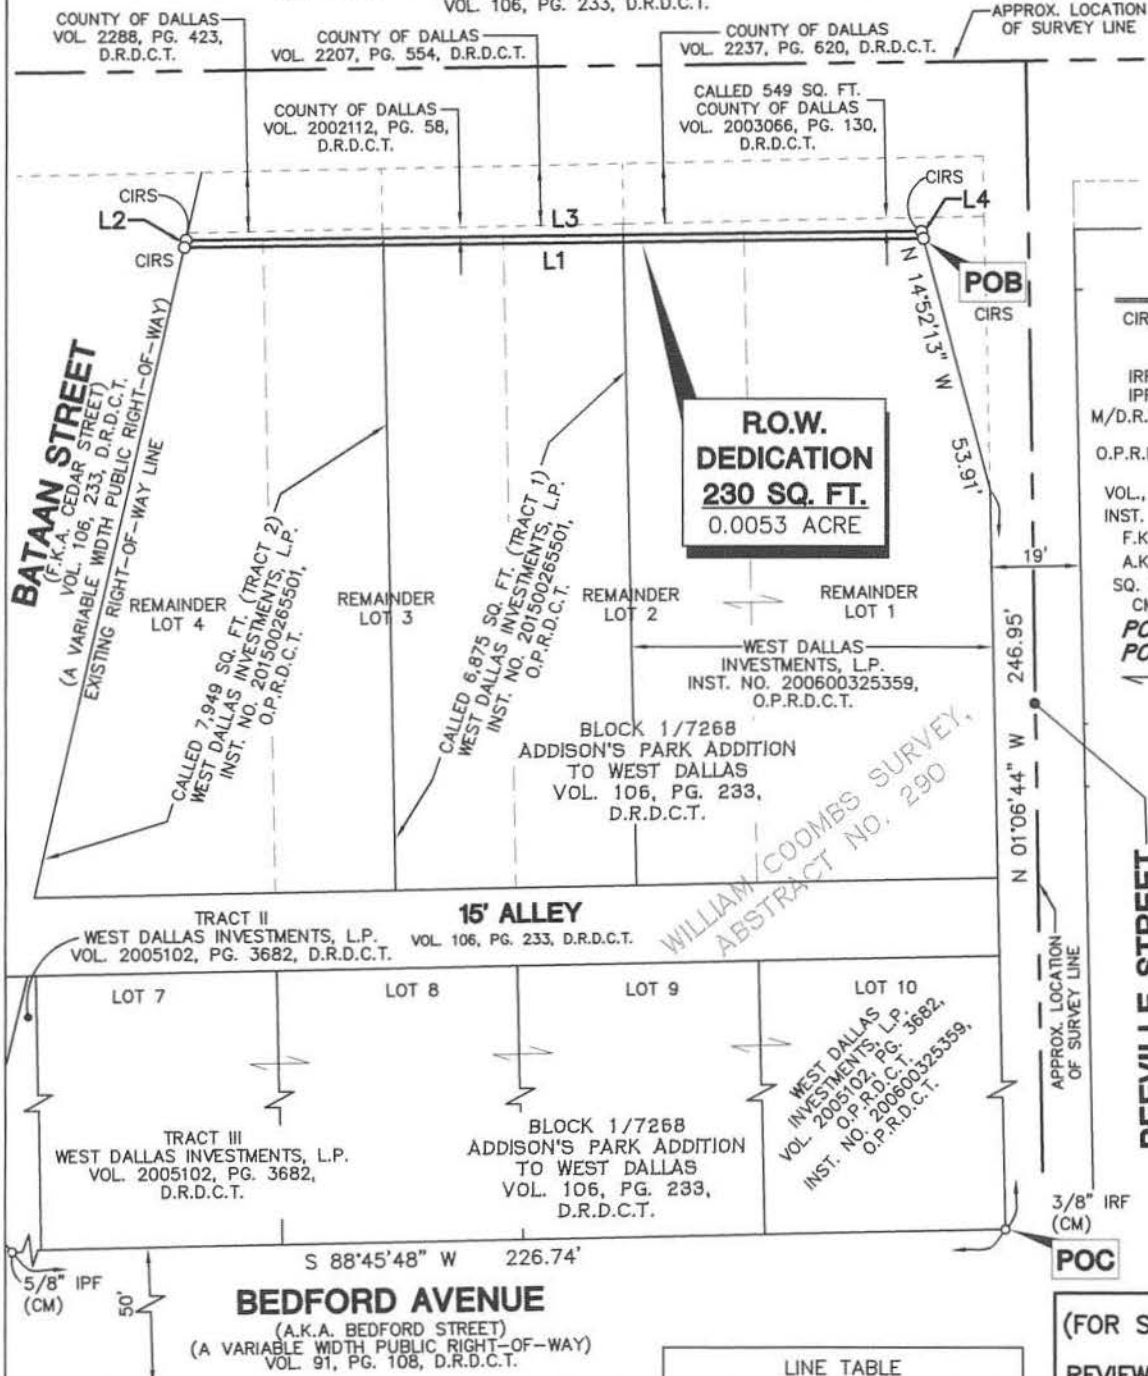 VOL. 106, PG. 233, D.R.D.C.T.
COUNTY OF DALLAS
VOL. 2288, PG. 423,
D.R.D.C.T.
COUNTY OF DALLAS
VOL. 2207, PG. 554, D.R.D.C.T.
COUNTY OF DALLAS
VOL. 2237, PG. 620, D.R.D.C.T.
APPROX. LOCATION
OF SURVEY LINE
COUNTY OF DALLAS
VOL. 2002112, PG. 58,
D.R.D.C.T.
CALLED 549 SQ. FT.
COUNTY OF DALLAS
VOL. 2003066, PG. 130,
D.R.D.C.T.
CIRS
L2
CIRS
L3
L1
CIRS
L4
POB
CIRS
N 14°52'13" W
53.91'
R.O.W.
DEDICATION
230 SQ. FT.
0.0053 ACRE
BATAAN STREET
(F.K.A. CEDAR STREET)
VOL. 106, 233, D.R.D.C.T.
(A VARIABLE WIDTH PUBLIC RIGHT-OF-WAY)
EXISTING RIGHT-OF-WAY LINE
REMAINDER
LOT 4
CALLED 7,949 SQ. FT. (TRACT 2)
WEST DALLAS INVESTMENTS, L.P.
INST. NO. 201500265501,
O.P.R.D.C.T.
REMAINDER
LOT 3
CALLED 6,875 SQ. FT. (TRACT 1)
WEST DALLAS INVESTMENTS, L.P.
INST. NO. 201500265501,
O.P.R.D.C.T.
REMAINDER
LOT 2
REMAINDER
LOT 1
WEST DALLAS
INVESTMENTS, L.P.
INST. NO. 200600325359,
O.P.R.D.C.T.
BLOCK 1/7268
ADDISON'S PARK ADDITION
TO WEST DALLAS
VOL. 106, PG. 233,
D.R.D.C.T.
WILLIAM COOMBS SURVEY,
ABSTRACT NO. 290
19'
N 01°06'44" W 246.95'
CIR
M/D.R.
VOL.,
INST.
F.K
A.K
SQ.
PO
PO
TRACT II
WEST DALLAS INVESTMENTS, L.P.
VOL. 2005102, PG. 3682, D.R.D.C.T.
15' ALLEY
VOL. 106, PG. 233, D.R.D.C.T.
APPROX. LOCATION
OF SURVEY LINE
LOT 7
LOT 8
LOT 9
LOT 10
WEST DALLAS
INVESTMENTS, L.P.
VOL. 2005102, PG. 3682,
O.P.R.D.C.T.
INST. NO. 200600325359,
O.P.R.D.C.T.
TRACT III
WEST DALLAS INVESTMENTS, L.P.
VOL. 2005102, PG. 3682,
D.R.D.C.T.
BLOCK 1/7268
ADDISON'S PARK ADDITION
TO WEST DALLAS
VOL. 106, PG. 233,
D.R.D.C.T.
3/8" IRF
(CM)
POC
S 88°45'48" W 226.74'
5/8" IPF
(CM)
50'
BEDFORD AVENUE
(A.K.A. BEDFORD STREET)
(A VARIABLE WIDTH PUBLIC RIGHT-OF-WAY)
VOL. 91, PG. 108, D.R.D.C.T.
LINE TABLE
(FOR S